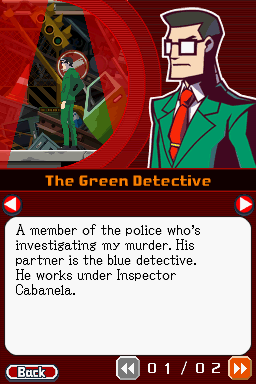 The Green Detective
A member of the police who's
investigating my murder. His
partner is the blue detective.
He works under Inspector
Cabanela.
Back
01/02